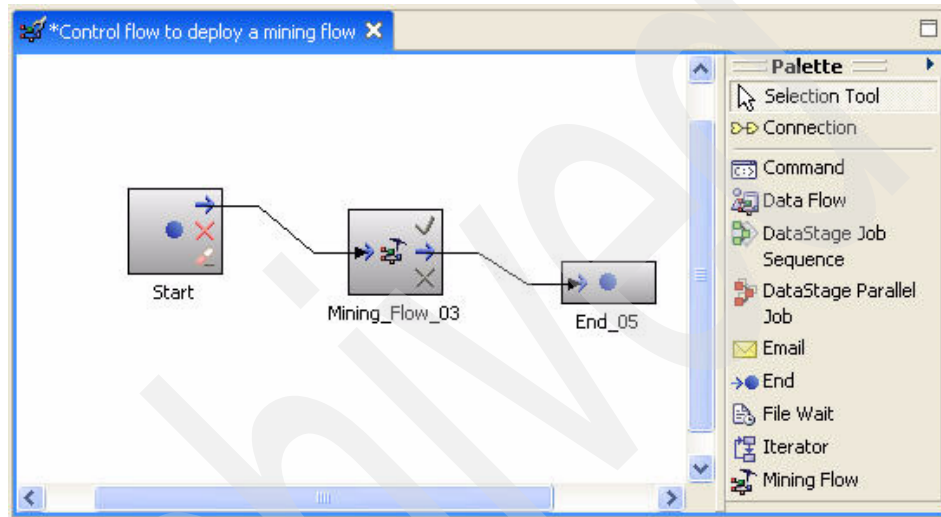 *Control flow to deploy a mining flow
Palette
Selection Tool
Connection
Command
Data Flow
DataStage Job
Sequence
DataStage Parallel
Job
Email
End
File Wait
Iterator
Mining Flow
Start
Mining_Flow_03
End_05